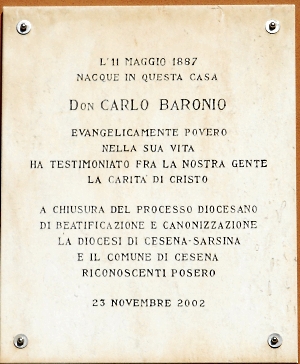 L'11 MAGGIO 1887
NACQUE IN QUESTA CASA
DON CARLO BARONIO
EVANGELICAMENTE POVERO
NELLA SUA VITA
HA TESTIMONIATO FRA LA NOSTRA GENTE
LA CARITA' DI CRISTO
A CHIUSURA DEL PROCESSO DIOCESANO
DI BEATIFICAZIONE E CANONIZZAZIONE
LA DIOCESI DI CESENA-SARSINA
E IL COMUNE DI CESENA
RICONOSCENTI POSERO
23 NOVEMBRE 2002